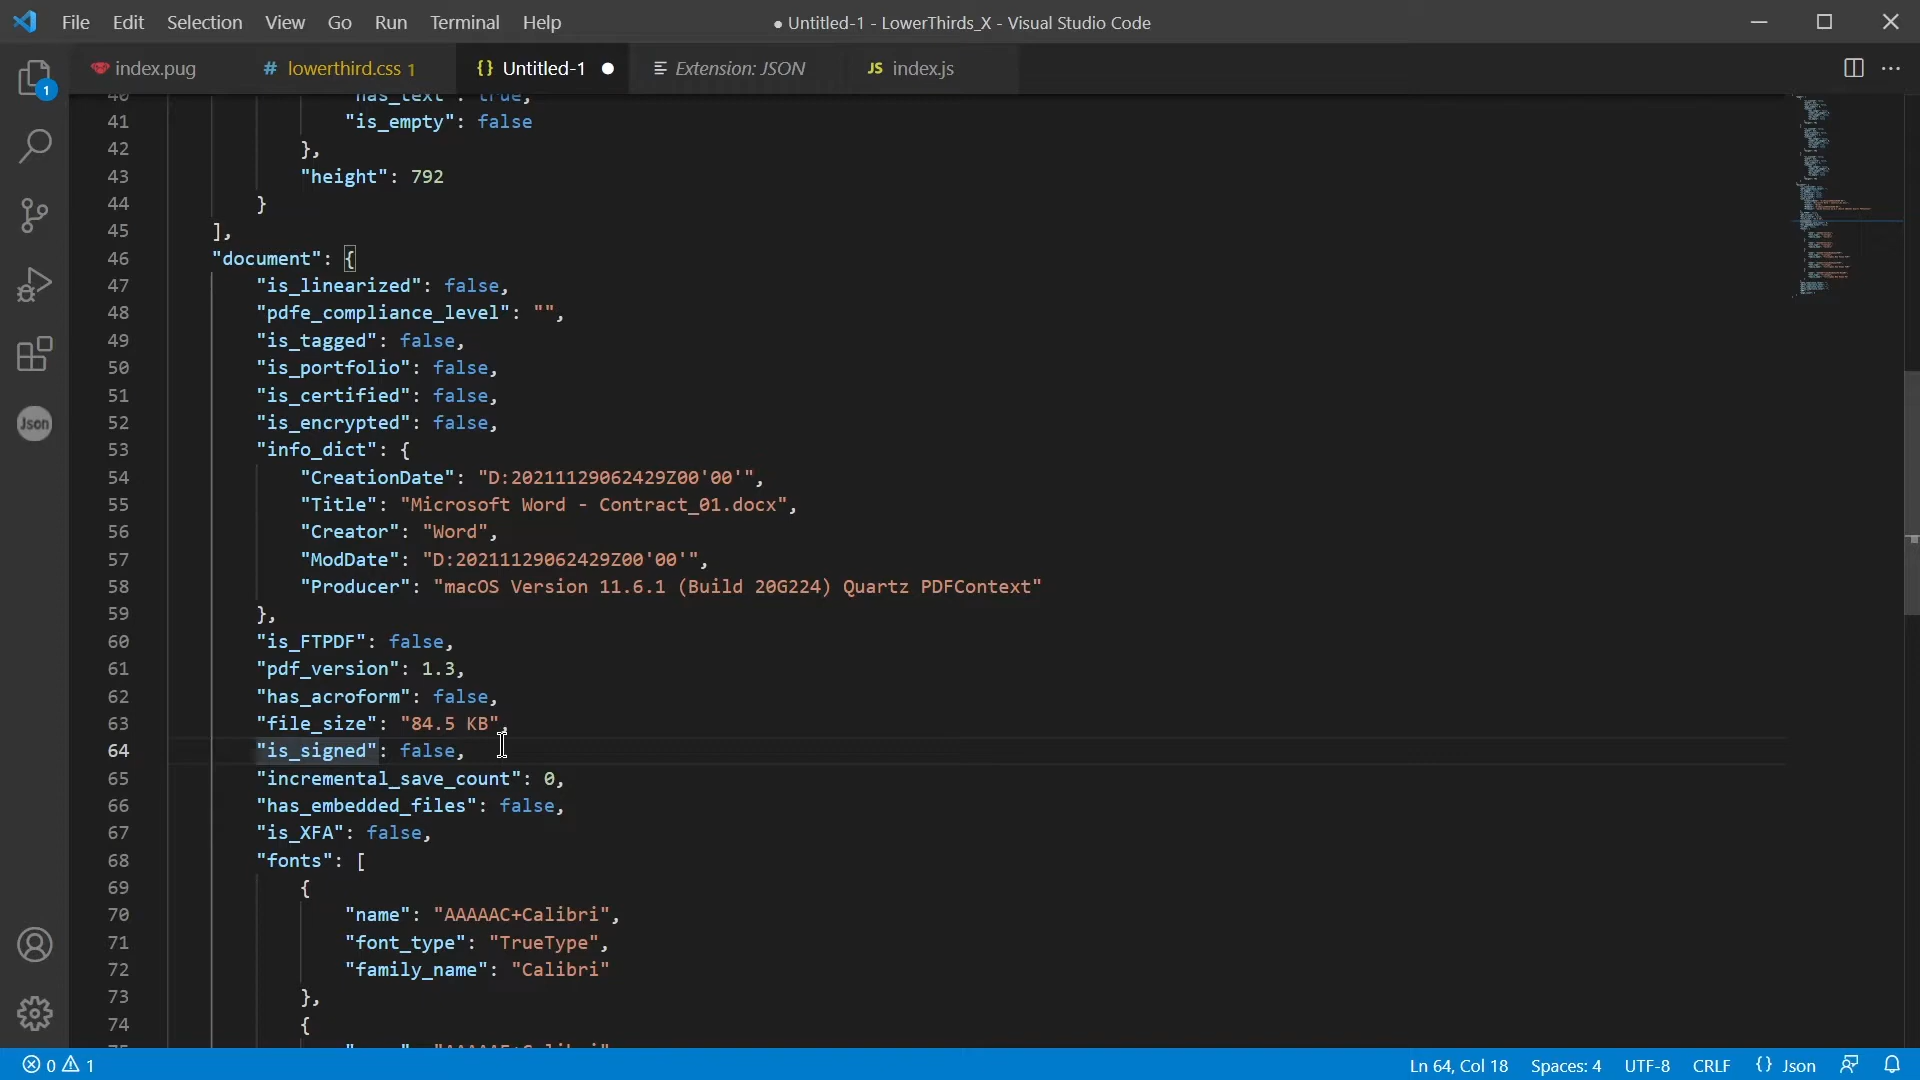 File Edit Selection View Go Run Terminal Help
● Untitled-1 - LowerThirds_X - Visual Studio Code
index.pug
# lowerthird.css 1
{} Untitled-1 ●
Extension: JSON
JS index.js
1
Json
40 "has_text": true,
41 "is_empty": false
42 },
43 "height": 792
44 }
45 ],
46 "document": {
47 "is_linearized": false,
48 "pdfe_compliance_level": "",
49 "is_tagged": false,
50 "is_portfolio": false,
51 "is_certified": false,
52 "is_encrypted": false,
53 "info_dict": {
54 "CreationDate": "D:20211129062429Z00'00'",
55 "Title": "Microsoft Word - Contract_01.docx",
56 "Creator": "Word",
57 "ModDate": "D:20211129062429Z00'00'",
58 "Producer": "macOS Version 11.6.1 (Build 20G224) Quartz PDFContext"
59 },
60 "is_FTPDF": false,
61 "pdf_version": 1.3,
62 "has_acroform": false,
63 "file_size": "84.5 KB",
64 "is_signed": false,
65 "incremental_save_count": 0,
66 "has_embedded_files": false,
67 "is_XFA": false,
68 "fonts": [
69 {
70 "name": "AAAAAC+Calibri",
71 "font_type": "TrueType",
72 "family_name": "Calibri"
73 },
74 {
0 1
Ln 64, Col 18 Spaces: 4 UTF-8 CRLF {} Json